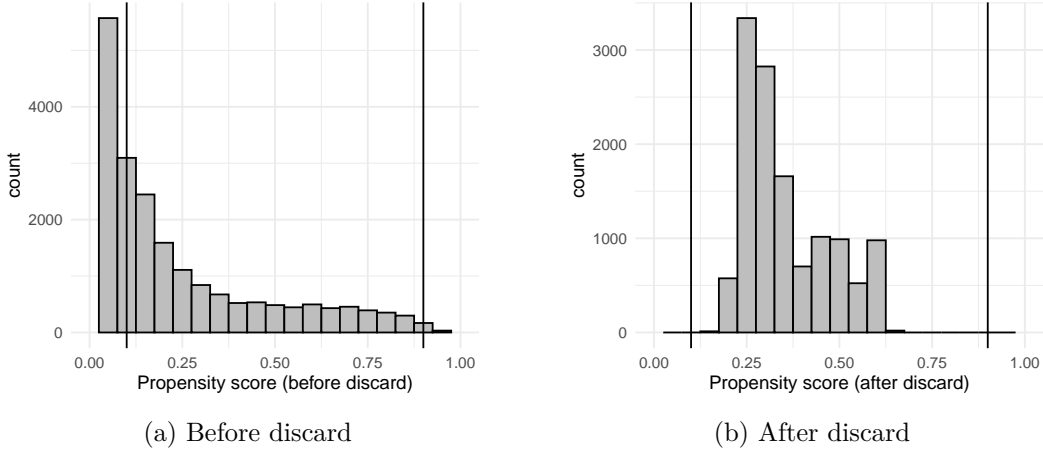 0
2000
4000
0.00 0.25 0.50 0.75 1.00
Propensity score (before discard)
count
(a) Before discard
0
1000
2000
3000
0.00 0.25 0.50 0.75 1.00
Propensity score (after discard)
count
(b) After discard